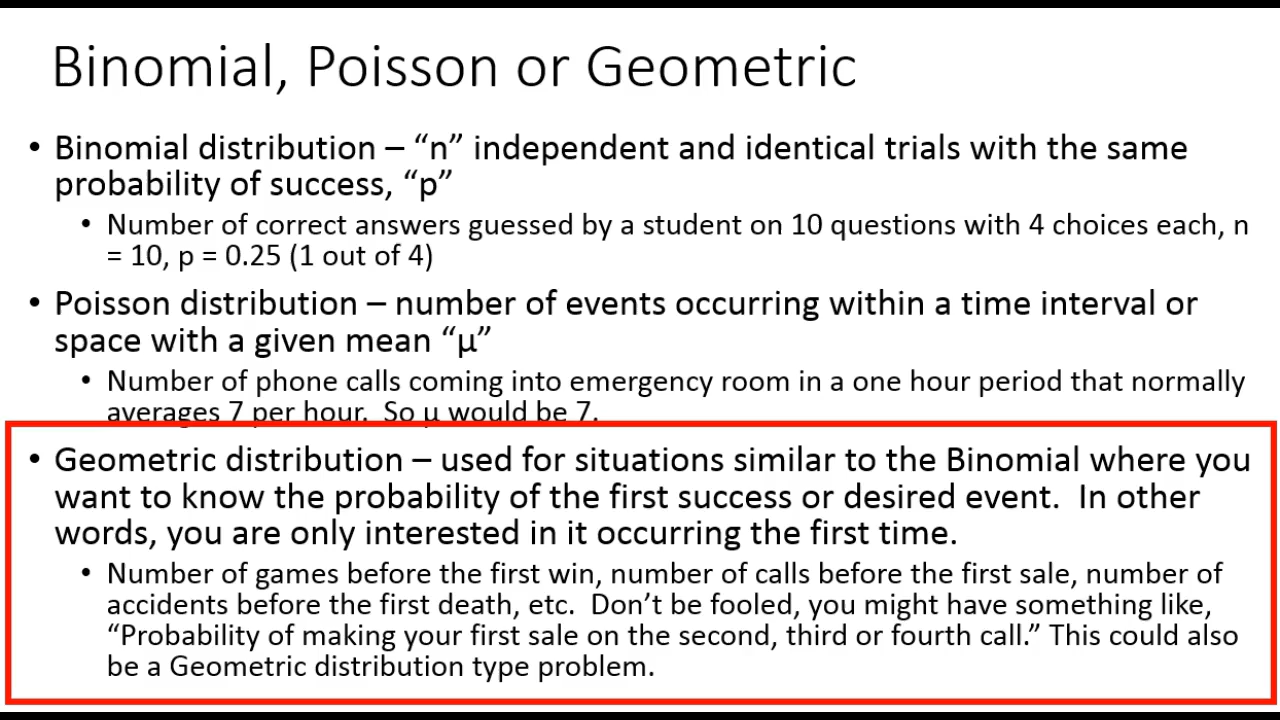 Binomial, Poisson or Geometric
• Binomial distribution – “n” independent and identical trials with the same
probability of success, “p”
• Number of correct answers guessed by a student on 10 questions with 4 choices each, n
= 10, p = 0.25 (1 out of 4)
• Poisson distribution – number of events occurring within a time interval or
space with a given mean “µ”
• Number of phone calls coming into emergency room in a one hour period that normally
averages 7 per hour. So µ would be 7.
• Geometric distribution – used for situations similar to the Binomial where you
want to know the probability of the first success or desired event. In other
words, you are only interested in it occurring the first time.
• Number of games before the first win, number of calls before the first sale, number of
accidents before the first death, etc. Don’t be fooled, you might have something like,
“Probability of making your first sale on the second, third or fourth call.” This could also
be a Geometric distribution type problem.